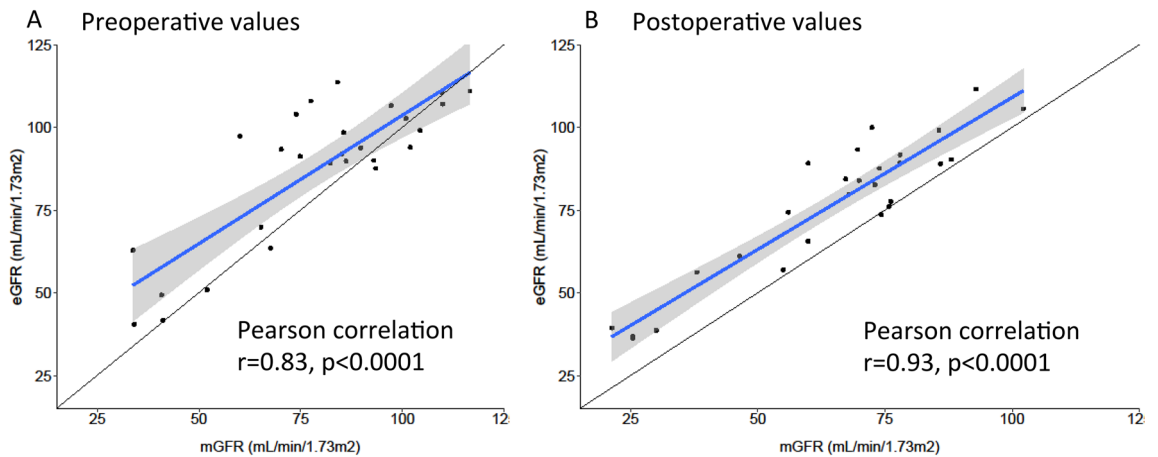 A Preoperative values
125
100
75
50
25
eGFR (mL/min/1.73m2)
Pearson correlation
r=0.83, p<0.0001
25 50 75 100 12
mGFR (mL/min/1.73m2)
B Postoperative values
125
100
75
50
25
eGFR (mL/min/1.73m2)
Pearson correlation
r=0.93, p<0.0001
25 50 75 100 125
mGFR (mL/min/1.73m2)